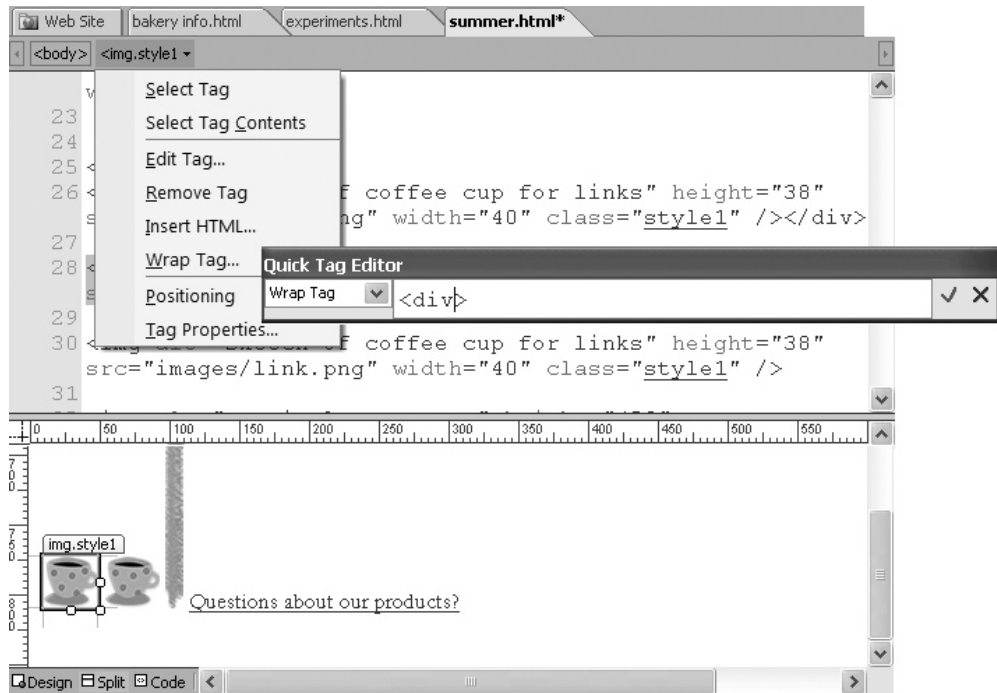 Web Site bakery info.html experiments.html summer.html*
<body> <img.style1
Select Tag
Select Tag Contents
Edit Tag...
Remove Tag
Insert HTML...
Wrap Tag...
Positioning
Tag Properties...
23
24
25 <
26 < of coffee cup for links" height="38"
ng" width="40" class="style1" /></div>
27
28 <
Quick Tag Editor
Wrap Tag <div>
29
30 of coffee cup for links" height="38"
src="images/link.png" width="40" class="style1" />
31
0 50 100 150 200 250 300 350 400 450 500 550
700
750
800
img.style1
Questions about our products?
Design Split Code